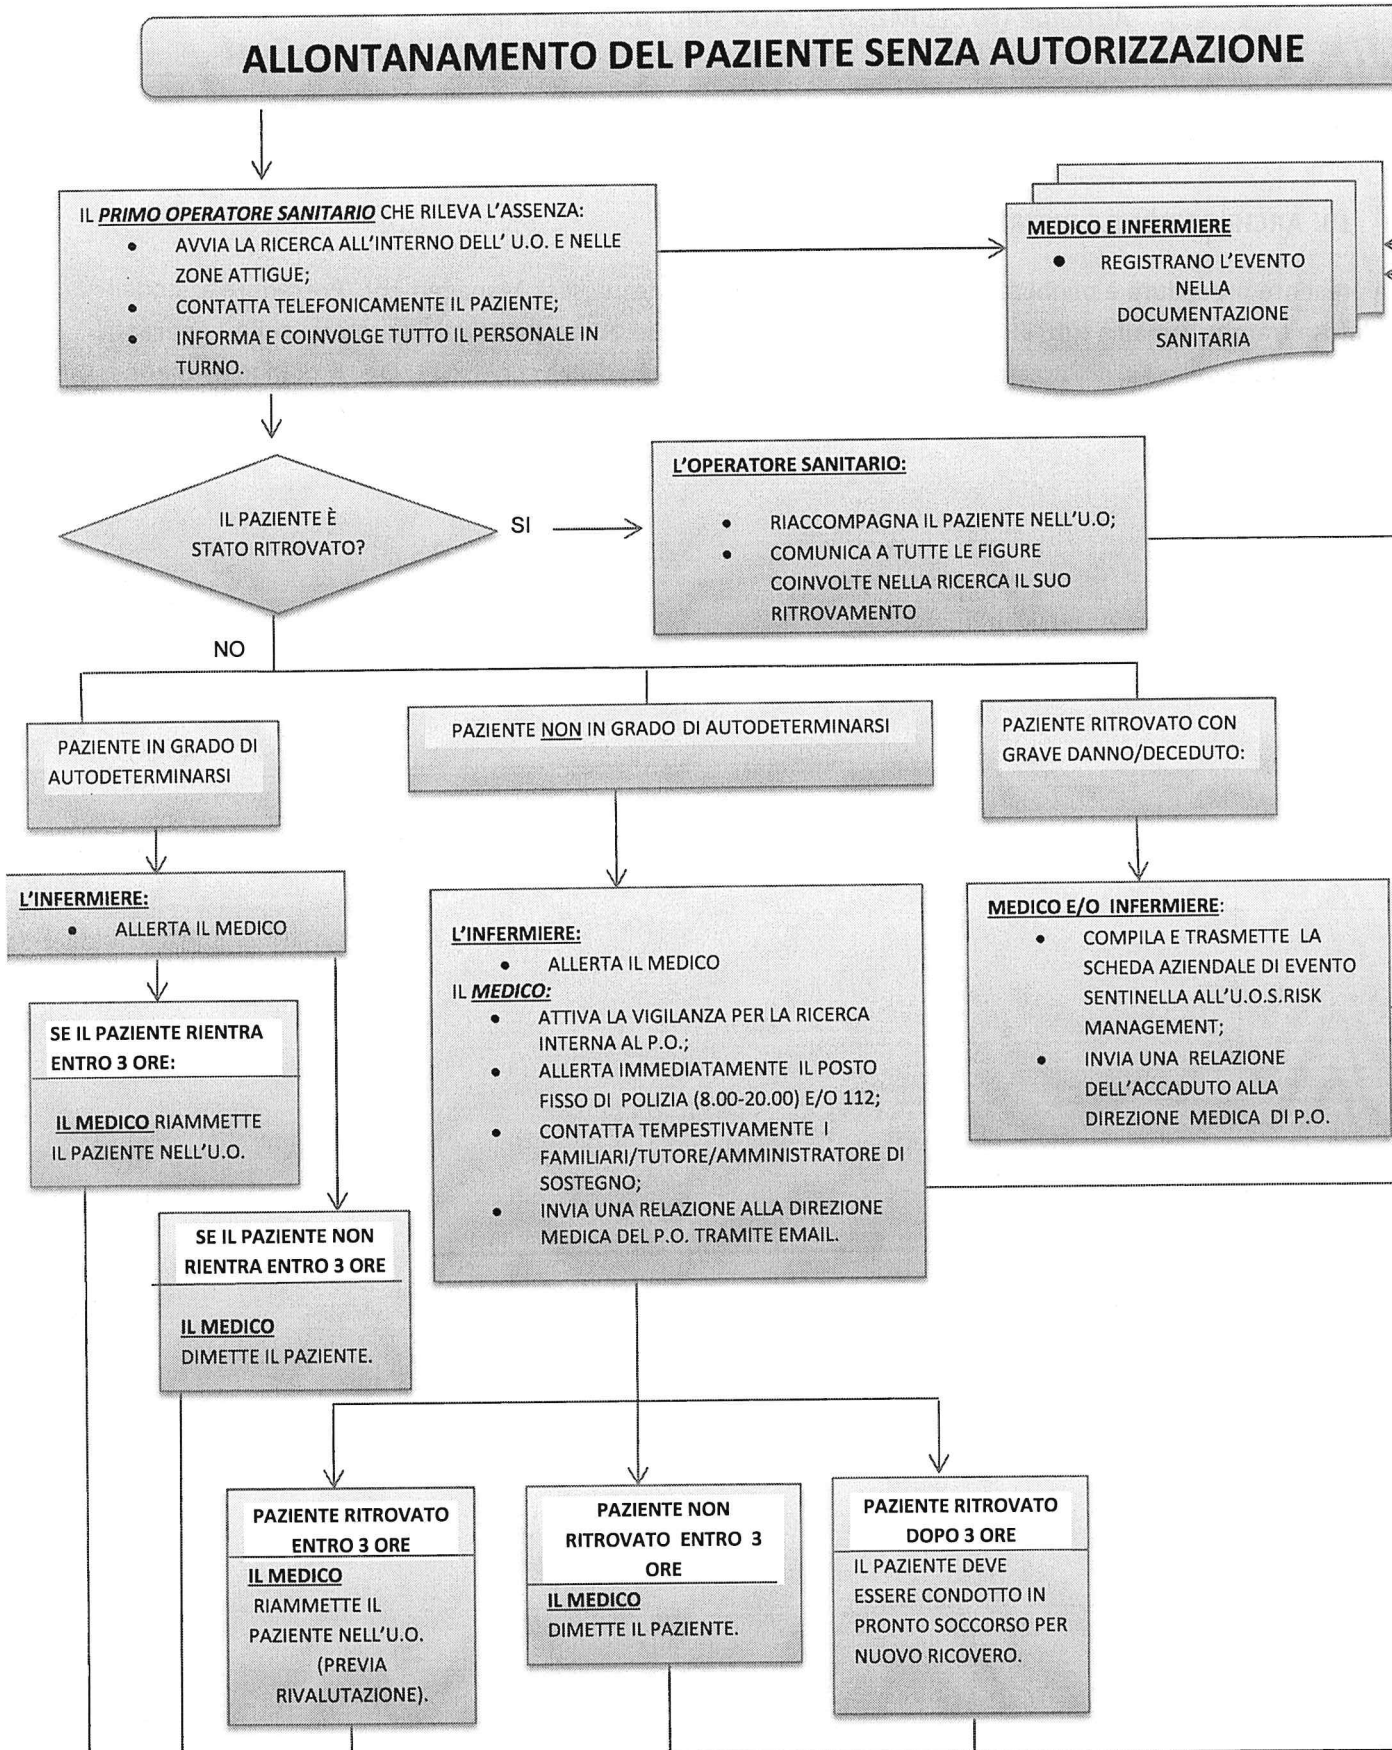 ALLONTANAMENTO DEL PAZIENTE SENZA AUTORIZZAZIONE
IL PRIMO OPERATORE SANITARIO CHE RILEVA L'ASSENZA:
• AVVIA LA RICERCA ALL'INTERNO DELL' U.O. E NELLE
ZONE ATTIGUE;
• CONTATTA TELEFONICAMENTE IL PAZIENTE;
• INFORMA E COINVOLGE TUTTO IL PERSONALE IN
TURNO.
MEDICO E INFERMIERE
• REGISTRANO L'EVENTO
NELLA
DOCUMENTAZIONE
SANITARIA
IL PAZIENTE È
STATO RITROVATO?
SI
L'OPERATORE SANITARIO:
• RIACCOMPAGNA IL PAZIENTE NELL'U.O;
• COMUNICA A TUTTE LE FIGURE
COINVOLTE NELLA RICERCA IL SUO
RITROVAMENTO
NO
PAZIENTE IN GRADO DI
AUTODETERMINARSI
PAZIENTE NON IN GRADO DI AUTODETERMINARSI
PAZIENTE RITROVATO CON
GRAVE DANNO/DECEDUTO:
L'INFERMIERE:
• ALLERTA IL MEDICO
SE IL PAZIENTE RIENTRA
ENTRO 3 ORE:
IL MEDICO RIAMMETTE
IL PAZIENTE NELL'U.O.
SE IL PAZIENTE NON
RIENTRA ENTRO 3 ORE
IL MEDICO
DIMETTE IL PAZIENTE.
L'INFERMIERE:
• ALLERTA IL MEDICO
IL MEDICO:
• ATTIVA LA VIGILANZA PER LA RICERCA
INTERNA AL P.O.;
• ALLERTA IMMEDIATAMENTE IL POSTO
FISSO DI POLIZIA (8.00-20.00) E/O 112;
• CONTATTA TEMPESTIVAMENTE I
FAMILIARI/TUTORE/AMMINISTRATORE DI
SOSTEGNO;
• INVIA UNA RELAZIONE ALLA DIREZIONE
MEDICA DEL P.O. TRAMITE EMAIL.
MEDICO E/O INFERMIERE:
• COMPILA E TRASMETTE LA
SCHEDA AZIENDALE DI EVENTO
SENTINELLA ALL'U.O.S.RISK
MANAGEMENT;
• INVIA UNA RELAZIONE
DELL'ACCADUTO ALLA
DIREZIONE MEDICA DI P.O.
PAZIENTE RITROVATO
ENTRO 3 ORE
IL MEDICO
RIAMMETTE IL
PAZIENTE NELL'U.O.
(PREVIA
RIVALUTAZIONE).
PAZIENTE NON
RITROVATO ENTRO 3
ORE
IL MEDICO
DIMETTE IL PAZIENTE.
PAZIENTE RITROVATO
DOPO 3 ORE
IL PAZIENTE DEVE
ESSERE CONDOTTO IN
PRONTO SOCCORSO PER
NUOVO RICOVERO.